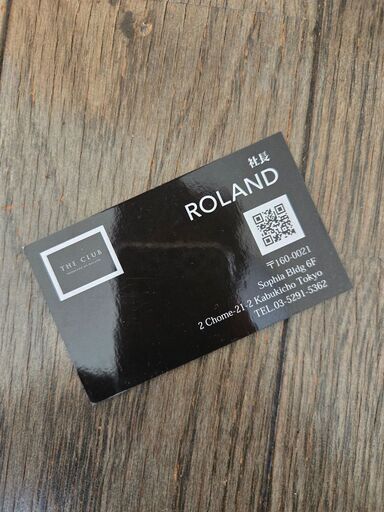 社長
ROLAND
〒160-0021
Sophia Bldg 6F
2 Chome-21-2 Kabukicho Tokyo
TEL.03-5291-5362
THE CLUB